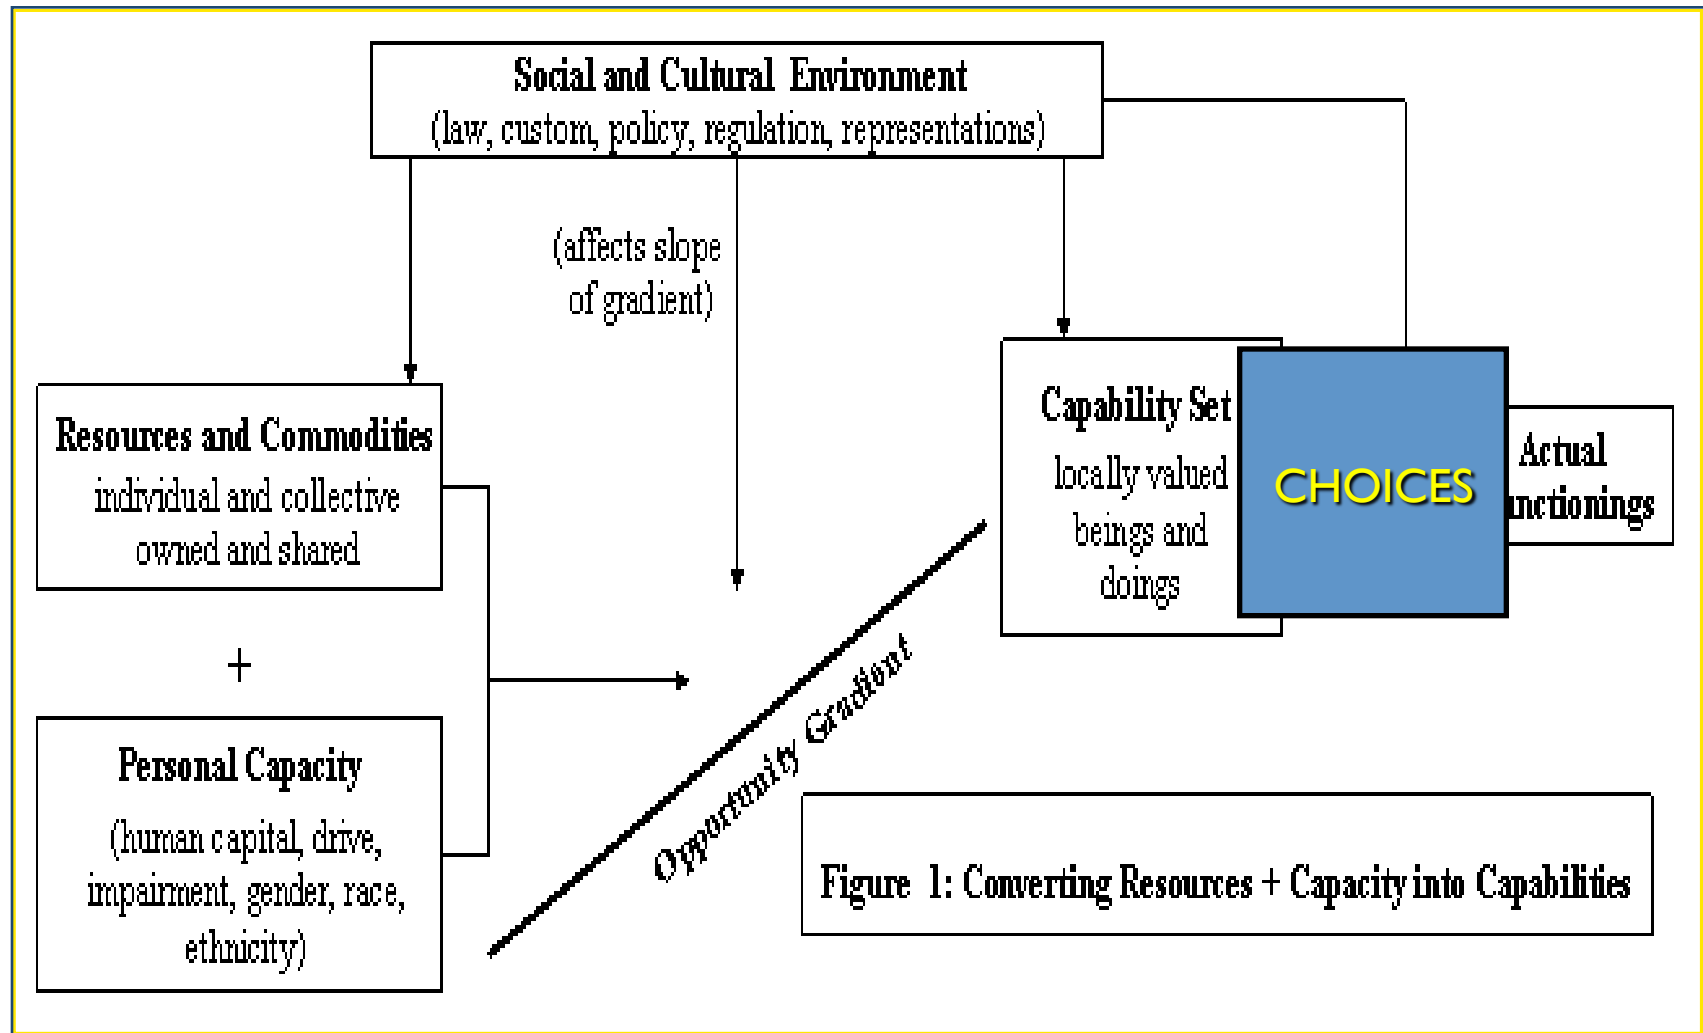 Social and Cultural Environment
(law, custom, policy, regulation, representations)
(affects slope
of gradient)
Resources and Commodities
individual and collective
owned and shared
+
Personal Capacity
(human capital, drive,
impairment, gender, race,
ethnicity)
Opportunity Gradient
Capability Set
locally valued
beings and
doings
CHOICES
Actual
unctionings
Figure 1: Converting Resources + Capacity into Capabilities